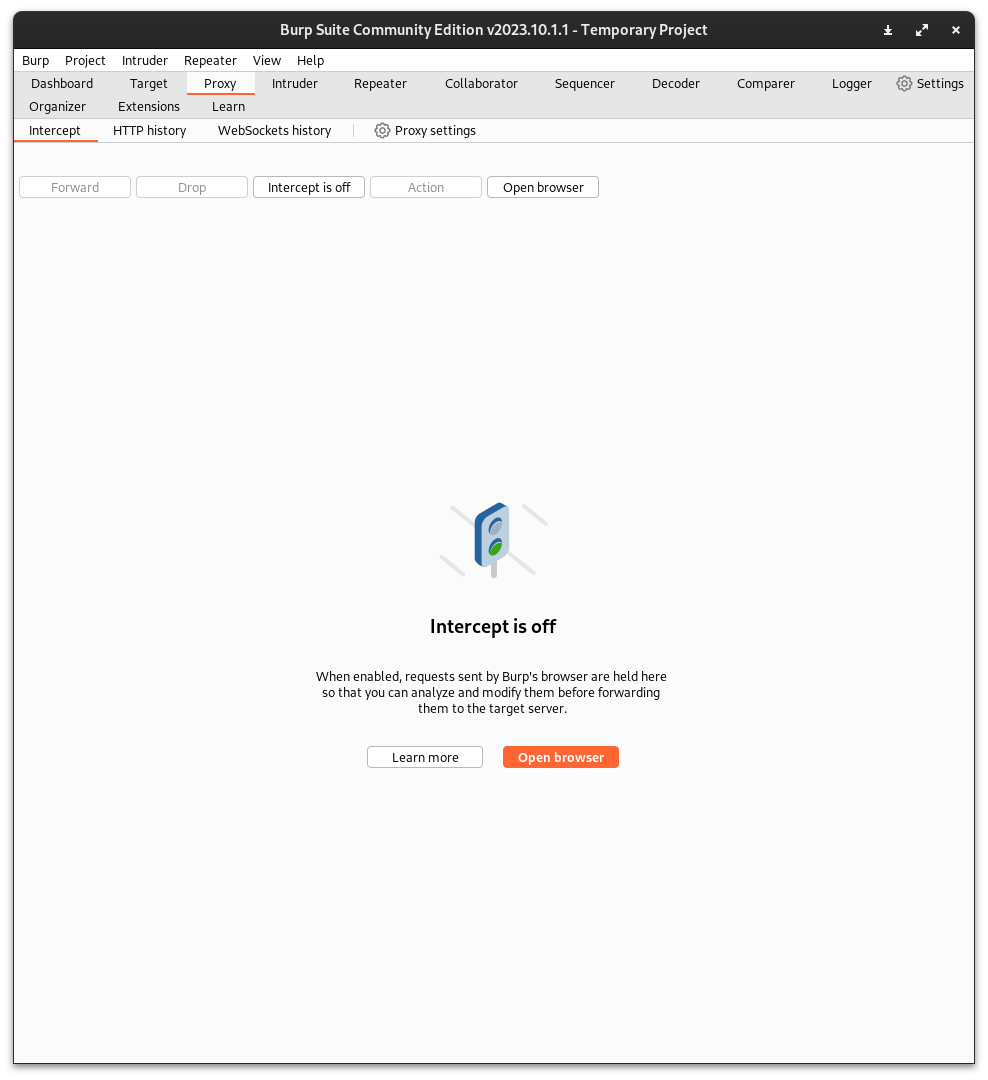 Burp Suite Community Edition v2023.10.1.1 - Temporary Project
Burp Project Intruder Repeater View Help
Dashboard Target Proxy Intruder Repeater Collaborator Sequencer Decoder Comparer Logger Settings
Organizer Extensions Learn
Intercept HTTP history WebSockets history Proxy settings
Forward Drop Intercept is off Action Open browser
Intercept is off
When enabled, requests sent by Burp's browser are held here
so that you can analyze and modify them before forwarding
them to the target server.
Learn more Open browser